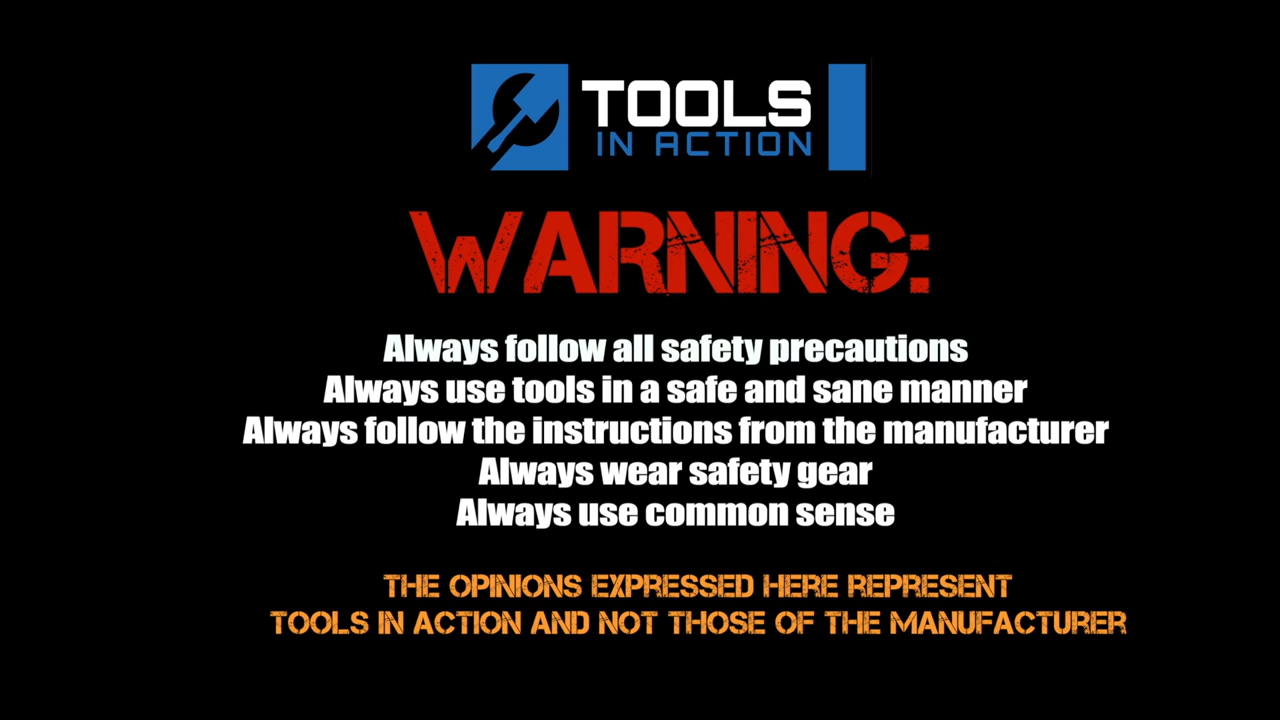 TOOLS
IN ACTION
WARNING:
Always follow all safety precautions
Always use tools in a safe and sane manner
Always follow the instructions from the manufacturer
Always wear safety gear
Always use common sense
THE OPINIONS EXPRESSED HERE REPRESENT
TOOLS IN ACTION AND NOT THOSE OF THE MANUFACTURER